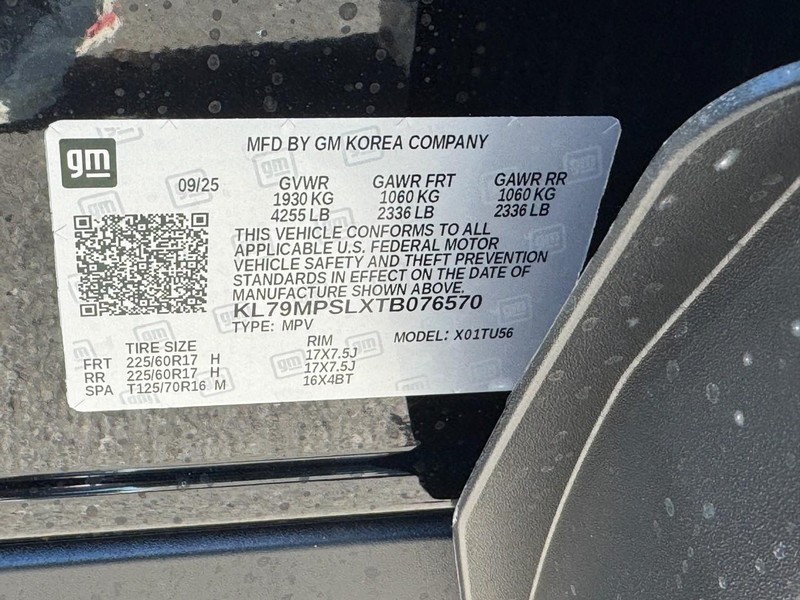 gm
MFD BY GM KOREA COMPANY
09/25 GVWR GAWR FRT GAWR RR
1930 KG 1060 KG 1060 KG
4255 LB 2336 LB 2336 LB
THIS VEHICLE CONFORMS TO ALL
APPLICABLE U.S. FEDERAL MOTOR
VEHICLE SAFETY AND THEFT PREVENTION
STANDARDS IN EFFECT ON THE DATE OF
MANUFACTURE SHOWN ABOVE.
KL79MPSLXTB076570
TYPE: MPV MODEL: X01TU56
TIRE SIZE RIM
FRT 225/60R17 H 17X7.5J
RR 225/60R17 H 17X7.5J
SPA T125/70R16 M 16X4BT